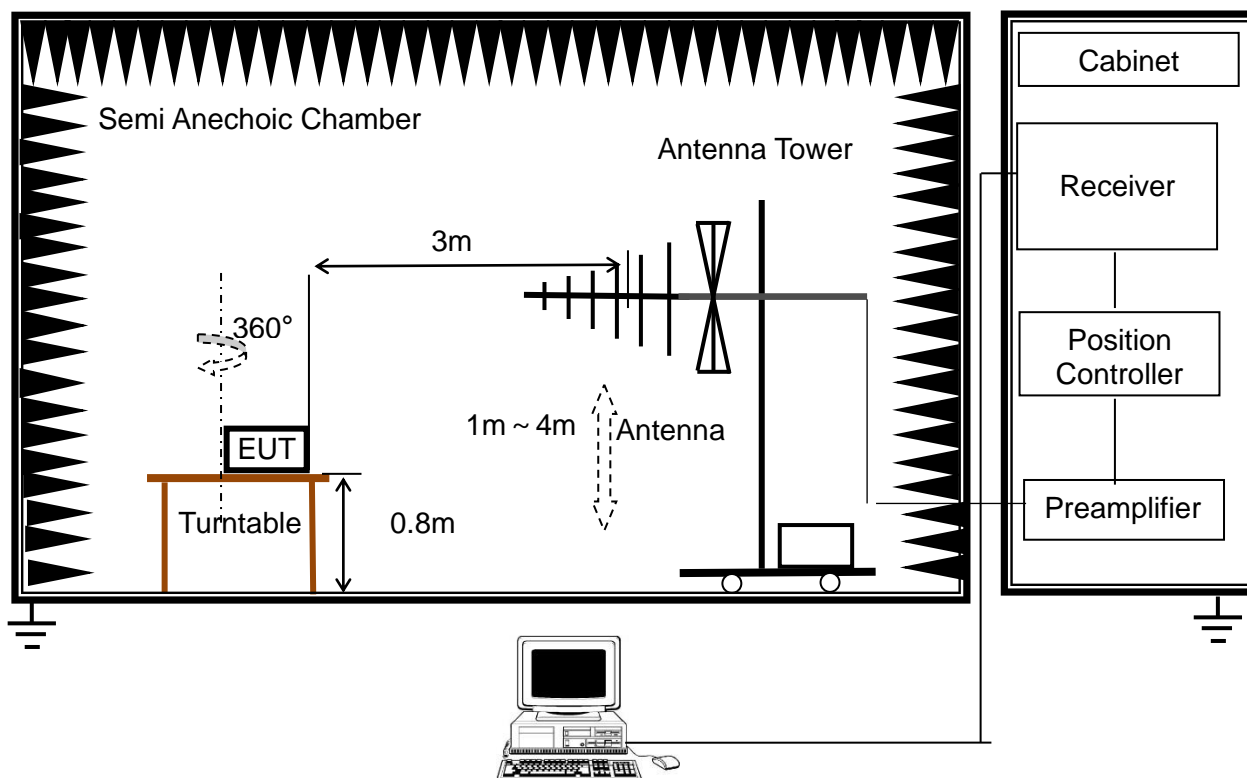 Cabinet
Semi Anechoic Chamber
Antenna Tower
Receiver
3m
360°
Position
Controller
1m ~ 4m
Antenna
EUT
Turntable
0.8m
Preamplifier